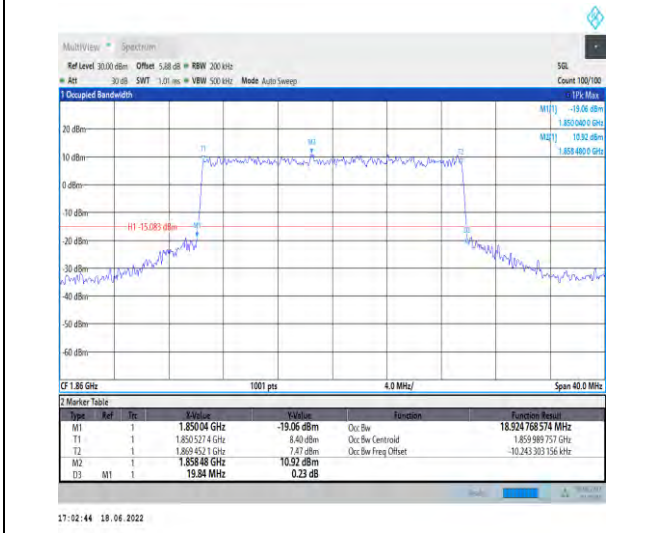 MultiView Spectrum
Ref Level 30.00 dBm Offset 5.88 dB RBW 200 kHz SGL
Att 30 dB SWT 1.01 ms VBW 500 kHz Mode Auto Sweep Count 100/100
1 Occupied Bandwidth 1Pk Max
M1[1] -19.06 dBm
1.850 040 0 GHz
M2[1] 10.92 dBm
1.858 480 0 GHz
20 dBm
M2
T1 T2
10 dBm
0 dBm
-10 dBm
H1 -15.083 dBm M1
D3
-20 dBm
-30 dBm
-40 dBm
-50 dBm
-60 dBm
CF 1.86 GHz 1001 pts 4.0 MHz/ Span 40.0 MHz
2 Marker Table
Type Ref Trc X-Value Y-Value Function Function Result
M1 1 1.85004 GHz -19.06 dBm Occ Bw 18.924 768 574 MHz
T1 1 1.850 527 4 GHz 8.40 dBm Occ Bw Centroid 1.859 989 757 GHz
T2 1 1.869 452 1 GHz 7.47 dBm Occ Bw Freq Offset -10.243 303 156 kHz
M2 1 1.85848 GHz 10.92 dBm
D3 M1 1 19.84 MHz 0.23 dB
17:02:44 18.06.2022